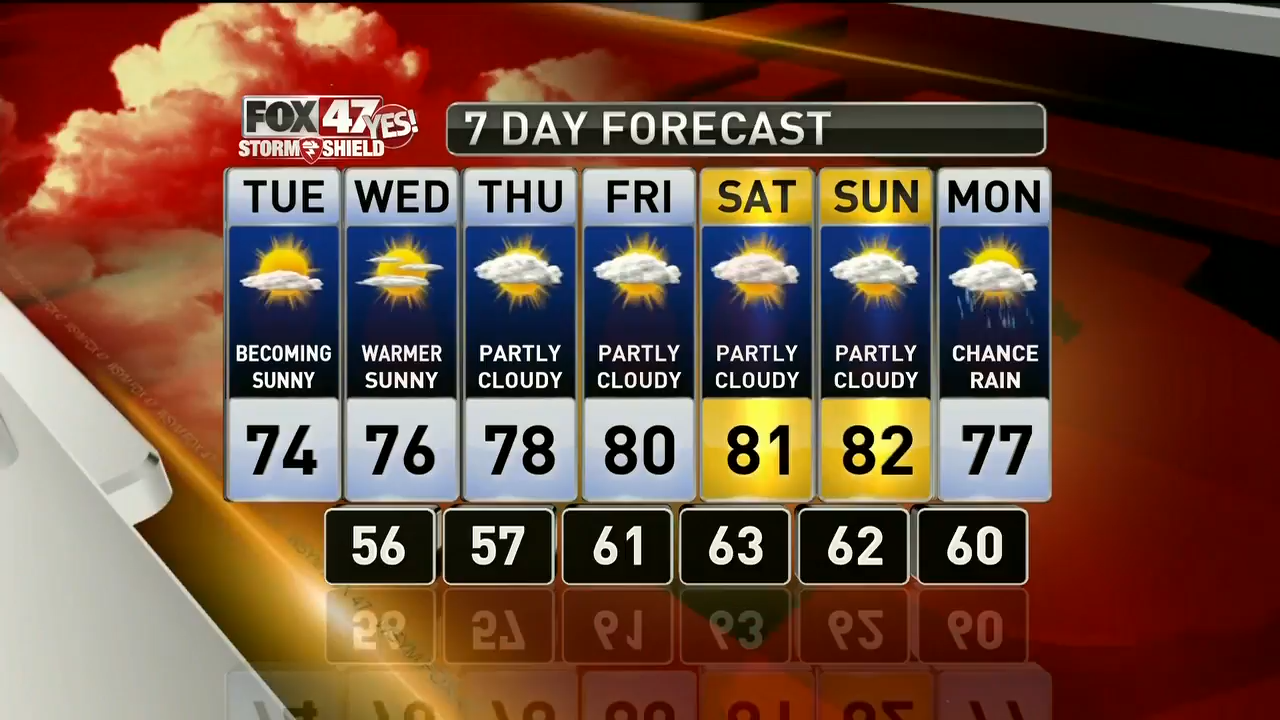 FOX 47 YES!
STORM SHIELD
7 DAY FORECAST
TUE WED THU FRI SAT SUN MON
BECOMING WARMER PARTLY PARTLY PARTLY PARTLY CHANCE
SUNNY SUNNY CLOUDY CLOUDY CLOUDY CLOUDY RAIN
74 76 78 80 81 82 77
56 57 61 63 62 60